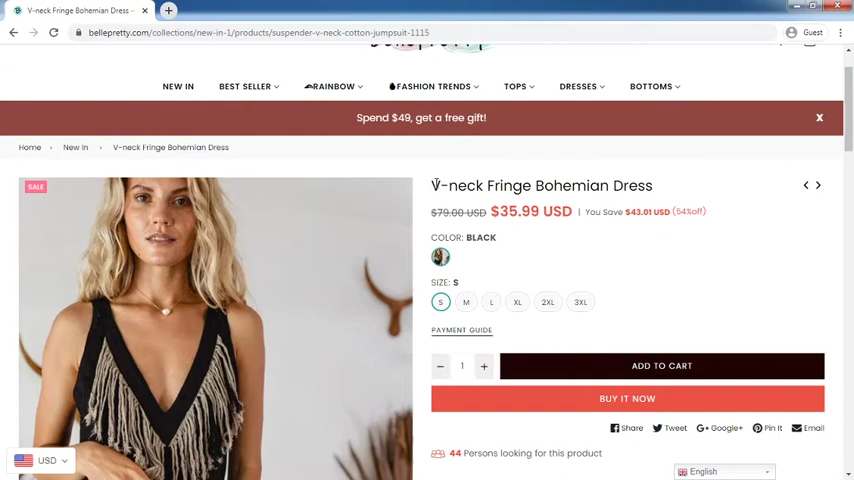 V-neck Fringe Bohemian Dress -
bellepretty.com/collections/new-in-1/products/suspender-v-neck-cotton-jumpsuit-1115
Guest
NEW IN BEST SELLER RAINBOW FASHION TRENDS TOPS DRESSES BOTTOMS
Spend $49, get a free gift! X
Home › New In › V-neck Fringe Bohemian Dress
SALE
V-neck Fringe Bohemian Dress
$79.00 USD $35.99 USD | You Save $43.01 USD (54%off)
COLOR: BLACK
SIZE: S
S M L XL 2XL 3XL
PAYMENT GUIDE
− 1 + ADD TO CART
BUY IT NOW
Share Tweet Google+ Pin It Email
44 Persons looking for this product
USD
English